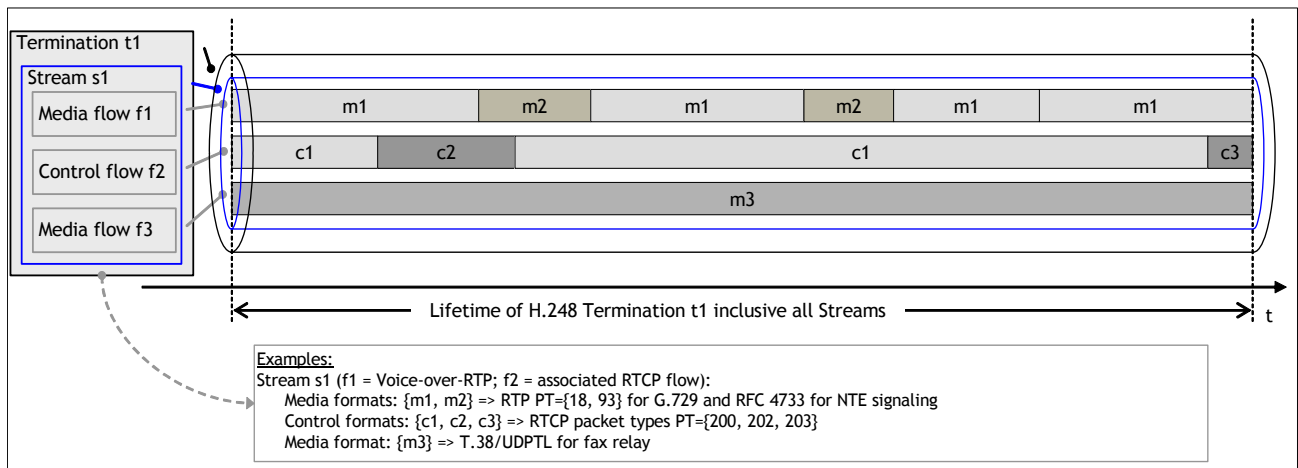 Termination t1
Stream s1
Media flow f1
Control flow f2
Media flow f3
m1 m2 m1 m2 m1 m1
c1 c2 c1 c3
m3
Lifetime of H.248 Termination t1 inclusive all Streams
t
Examples:
Stream s1 (f1 = Voice-over-RTP; f2 = associated RTCP flow):
Media formats: {m1, m2} => RTP PT={18, 93} for G.729 and RFC 4733 for NTE signaling
Control formats: {c1, c2, c3} => RTCP packet types PT={200, 202, 203}
Media format: {m3} => T.38/UDPTL for fax relay